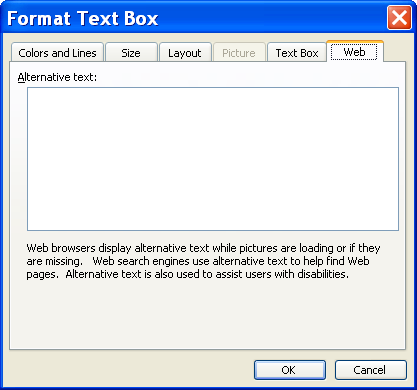 Format Text Box
Colors and Lines Size Layout Picture Text Box Web
Alternative text:
Web browsers display alternative text while pictures are loading or if they
are missing. Web search engines use alternative text to help find Web
pages. Alternative text is also used to assist users with disabilities.
OK Cancel